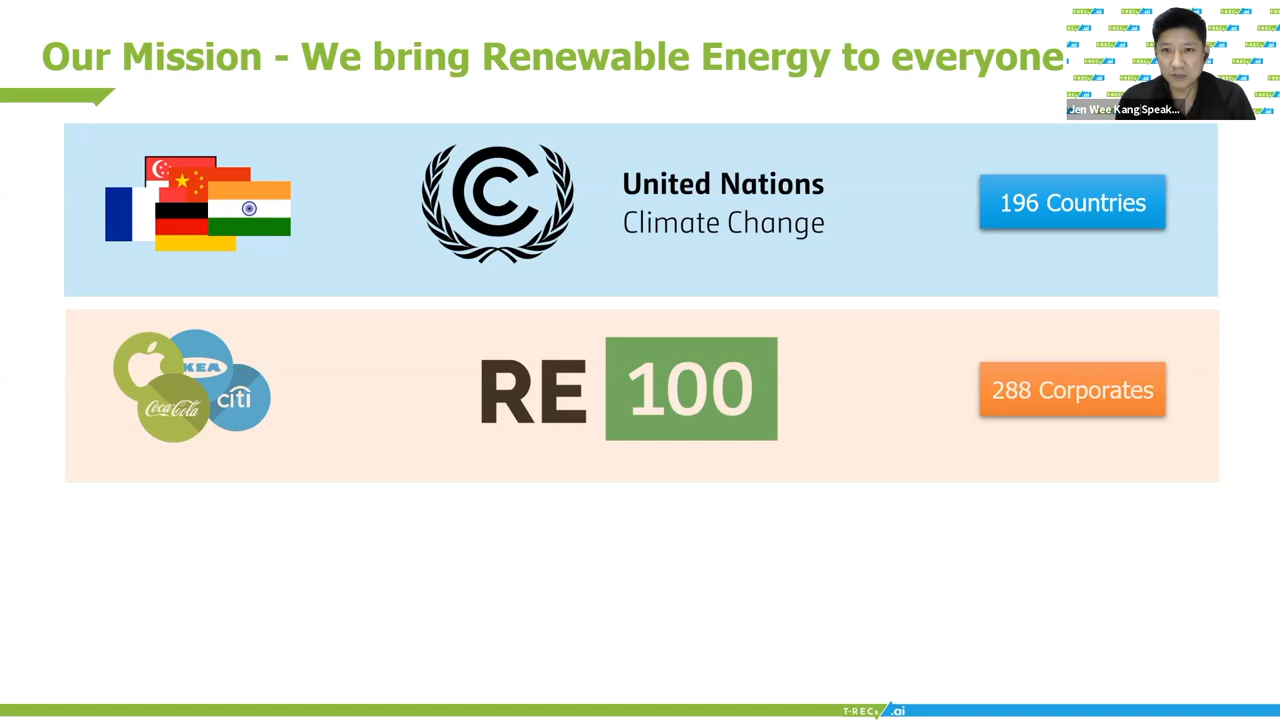 Our Mission - We bring Renewable Energy to everyone
Jen Wee Kang Speak...
United Nations
Climate Change
196 Countries
IKEA
Coca-Cola
citi
RE 100
288 Corporates
T-RECs.ai